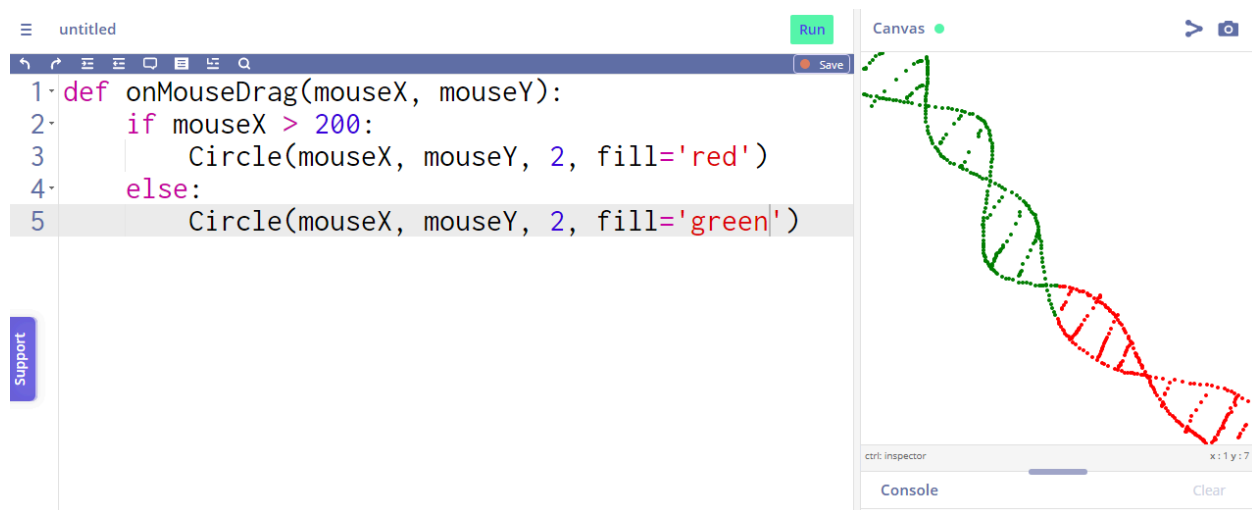 untitled
Run
Canvas
Save
1 def onMouseDrag(mouseX, mouseY):
2     if mouseX > 200:
3         Circle(mouseX, mouseY, 2, fill='red')
4     else:
5         Circle(mouseX, mouseY, 2, fill='green')
Support
ctrl: inspector
x : 1 y : 7
Console
Clear